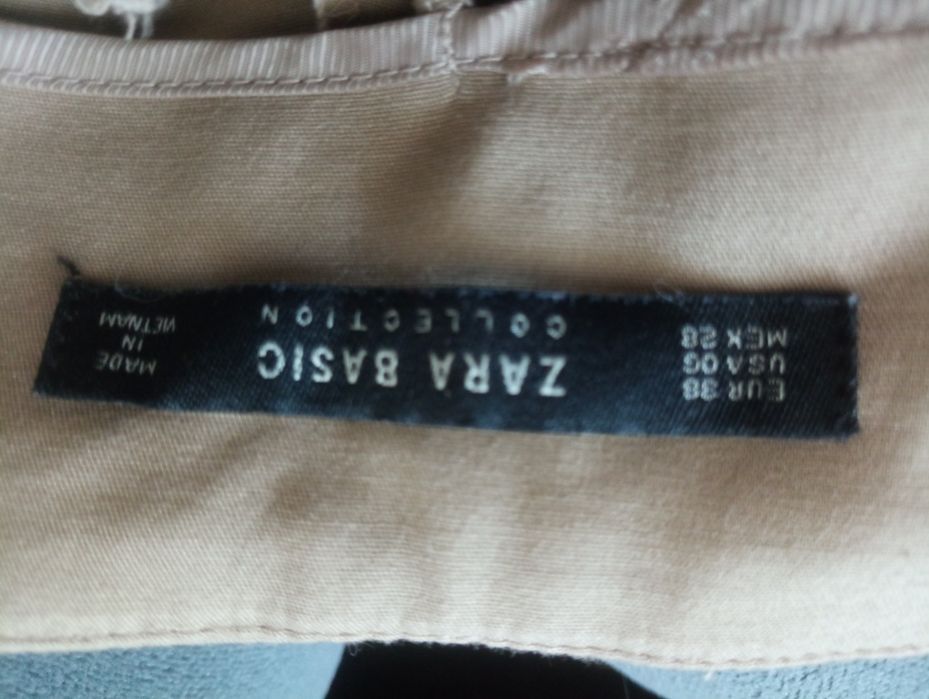 EUR 38
USA 06
MEX 28
ZARA BASIC
COLLECTION
MADE
IN
VIETNAM